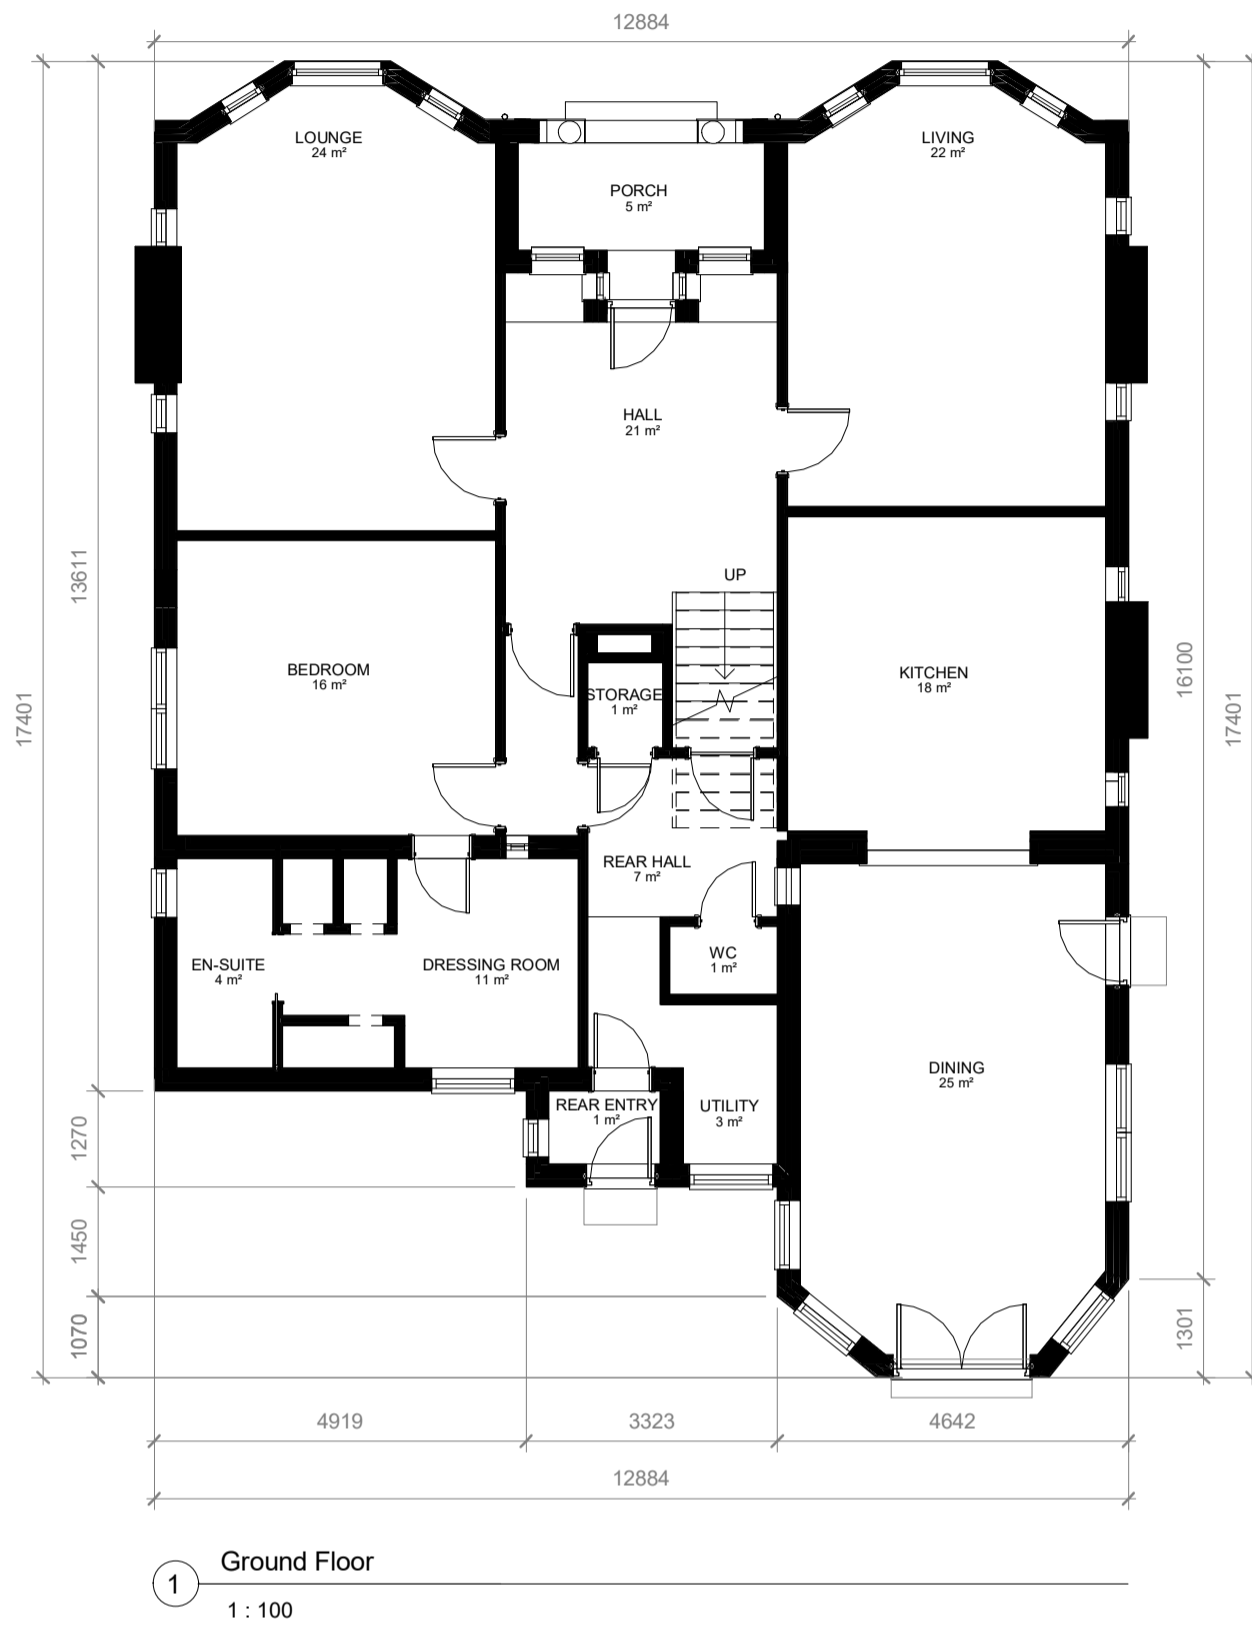 12884
LOUNGE
24 m²
LIVING
22 m²
PORCH
5 m²
HALL
21 m²
UP
13611
17401
BEDROOM
16 m²
STORAGE
1 m²
KITCHEN
18 m²
16100
17401
REAR HALL
7 m²
EN-SUITE
4 m²
DRESSING ROOM
11 m²
WC
1 m²
DINING
25 m²
REAR ENTRY
1 m²
UTILITY
3 m²
1270
1450
1070
1301
4919
3323
4642
12884
1
Ground Floor
1 : 100